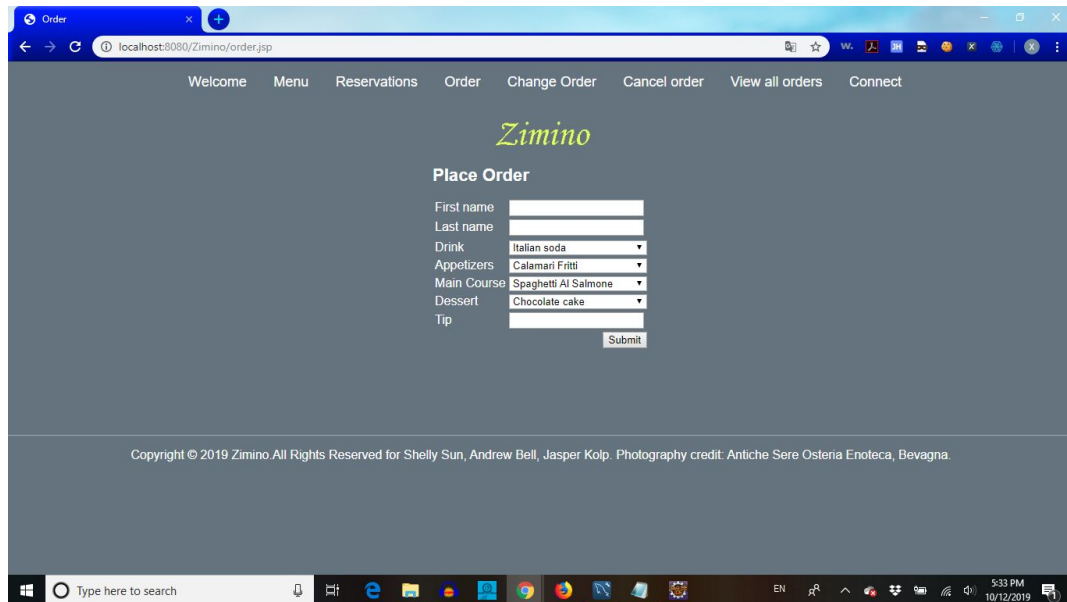 Order
localhost:8080/Zimino/order.jsp
Welcome Menu Reservations Order Change Order Cancel order View all orders Connect
Zimino
Place Order
First name
Last name
Drink Italian soda
Appetizers Calamari Fritti
Main Course Spaghetti Al Salmone
Dessert Chocolate cake
Tip
Submit
Copyright © 2019 Zimino.All Rights Reserved for Shelly Sun, Andrew Bell, Jasper Kolp. Photography credit: Antiche Sere Osteria Enoteca, Bevagna.
Type here to search
EN
5:33 PM
10/12/2019